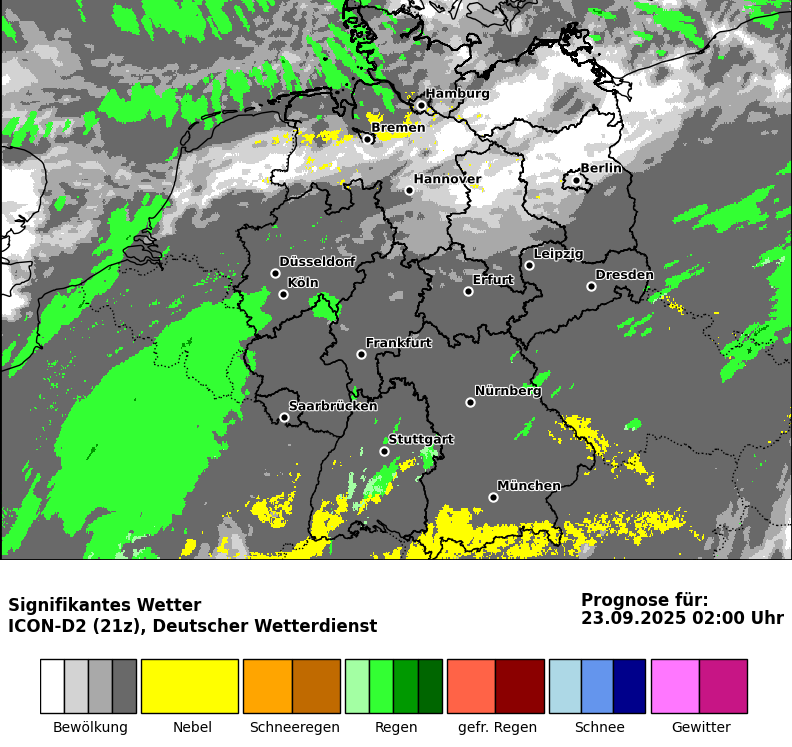 Hamburg
Bremen
Berlin
Hannover
Leipzig
Düsseldorf
Dresden
Köln
Erfurt
Frankfurt
Nürnberg
Saarbrücken
Stuttgart
München
Signifikantes Wetter
ICON-D2 (21z), Deutscher Wetterdienst
Prognose für:
23.09.2025 02:00 Uhr
Bewölkung Nebel Schneeregen Regen gefr. Regen Schnee Gewitter